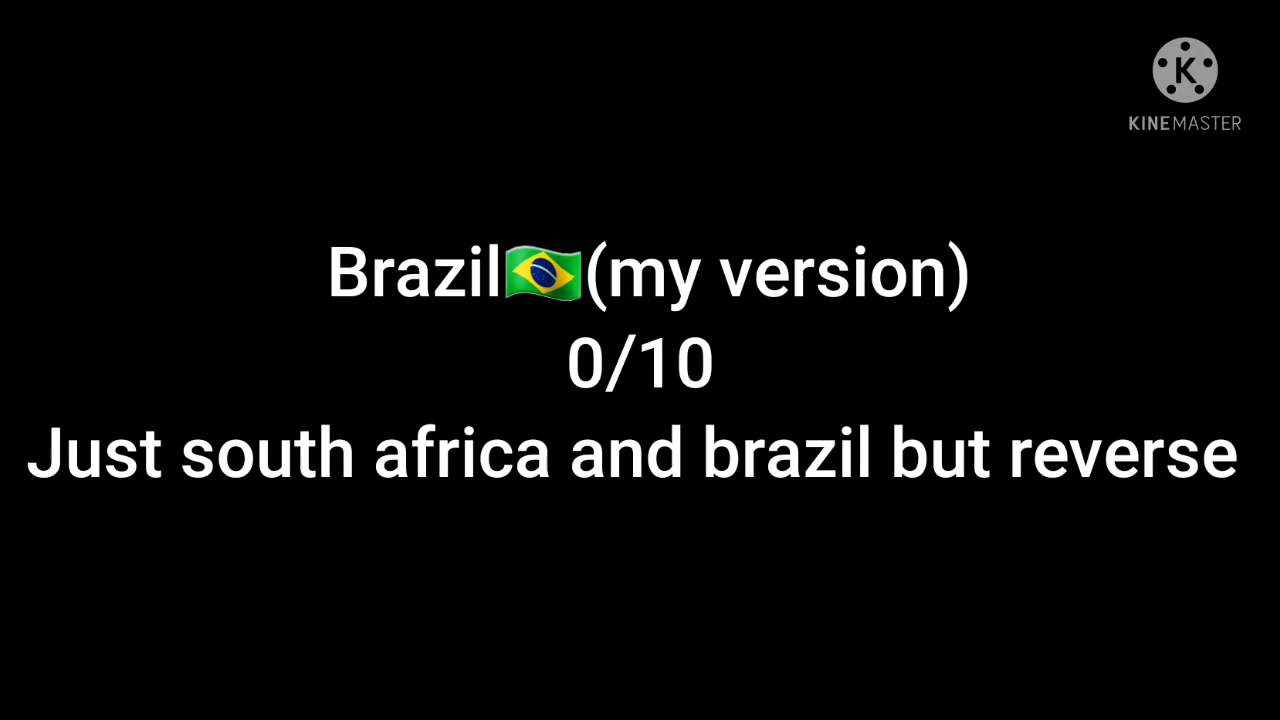 K
KINEMASTER
Brazil🇧🇷(my version)
0/10
Just south africa and brazil but reverse